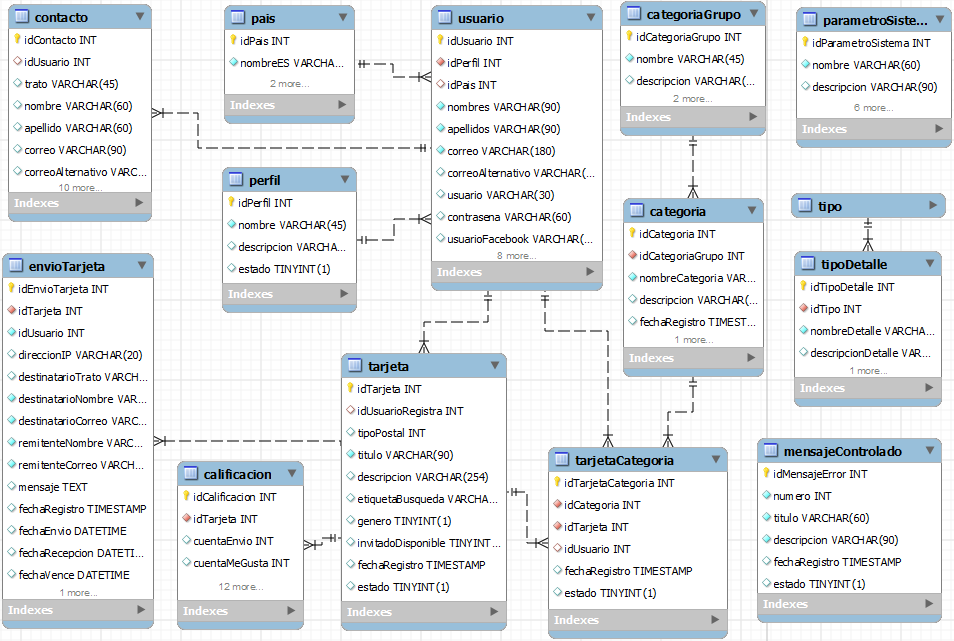 contacto
idContacto INT
idUsuario INT
trato VARCHAR(45)
nombre VARCHAR(60)
apellido VARCHAR(60)
correo VARCHAR(90)
correoAlternativo VARC...
10 more...
Indexes
pais
idPais INT
nombreES VARCHA...
2 more...
Indexes
usuario
idUsuario INT
idPerfil INT
idPais INT
nombres VARCHAR(90)
apellidos VARCHAR(90)
correo VARCHAR(180)
correoAlternativo VARCHAR(...
usuario VARCHAR(30)
contrasena VARCHAR(60)
usuarioFacebook VARCHAR(...
8 more...
Indexes
categoriaGrupo
idCategoriaGrupo INT
nombre VARCHAR(45)
descripcion VARCHAR(...
2 more...
Indexes
parametroSiste...
idParametroSistema INT
nombre VARCHAR(60)
descripcion VARCHAR(90)
6 more...
Indexes
perfil
idPerfil INT
nombre VARCHAR(45)
descripcion VARCHA...
estado TINYINT(1)
Indexes
categoria
idCategoria INT
idCategoriaGrupo INT
nombreCategoria VAR...
descripcion VARCHAR(...
fechaRegistro TIMEST...
1 more...
Indexes
tipo
tipoDetalle
idTipoDetalle INT
idTipo INT
nombreDetalle VARCHA...
descripcionDetalle VAR...
1 more...
Indexes
envioTarjeta
idEnvioTarjeta INT
idTarjeta INT
idUsuario INT
direccionIP VARCHAR(20)
destinatarioTrato VARCH...
destinatarioNombre VAR...
destinatarioCorreo VARC...
remitenteNombre VARC...
remitenteCorreo VARCH...
mensaje TEXT
fechaRegistro TIMESTAMP
fechaEnvio DATETIME
fechaRecepcion DATETI...
fechaVence DATETIME
1 more...
Indexes
calificacion
idCalificacion INT
idTarjeta INT
cuentaEnvio INT
cuentaMeGusta INT
12 more...
Indexes
tarjeta
idTarjeta INT
idUsuarioRegistra INT
tipoPostal INT
titulo VARCHAR(90)
descripcion VARCHAR(254)
etiquetaBusqueda VARCHA...
genero TINYINT(1)
invitadoDisponible TINYINT...
fechaRegistro TIMESTAMP
estado TINYINT(1)
Indexes
tarjetaCategoria
idTarjetaCategoria INT
idCategoria INT
idTarjeta INT
idUsuario INT
fechaRegistro TIMESTAMP
estado TINYINT(1)
Indexes
mensajeControlado
idMensajeError INT
numero INT
titulo VARCHAR(60)
descripcion VARCHAR(90)
fechaRegistro TIMESTAMP
estado TINYINT(1)
Indexes